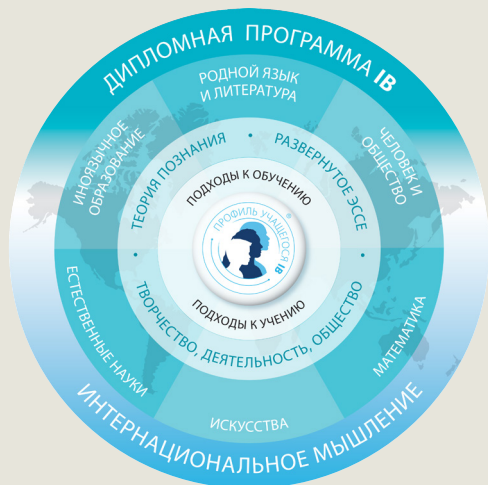 ДИПЛОМНАЯ ПРОГРАММА IB
РОДНОЙ ЯЗЫК
И ЛИТЕРАТУРА
ИНОЯЗЫЧНОЕ
ОБРАЗОВАНИЕ
ЧЕЛОВЕК И
ОБЩЕСТВО
ТЕОРИЯ ПОЗНАНИЯ
•
РАЗВЕРНУТОЕ ЭССЕ
ПОДХОДЫ К ОБУЧЕНИЮ
ПРОФИЛЬ УЧАЩЕГОСЯ IB
®
ПОДХОДЫ К УЧЕНИЮ
• ТВОРЧЕСТВО, ДЕЯТЕЛЬНОСТЬ, ОБЩЕСТВО •
ЕСТЕСТВЕННЫЕ НАУКИ
МАТЕМАТИКА
ИСКУССТВА
ИНТЕРНАЦИОНАЛЬНОЕ МЫШЛЕНИЕ